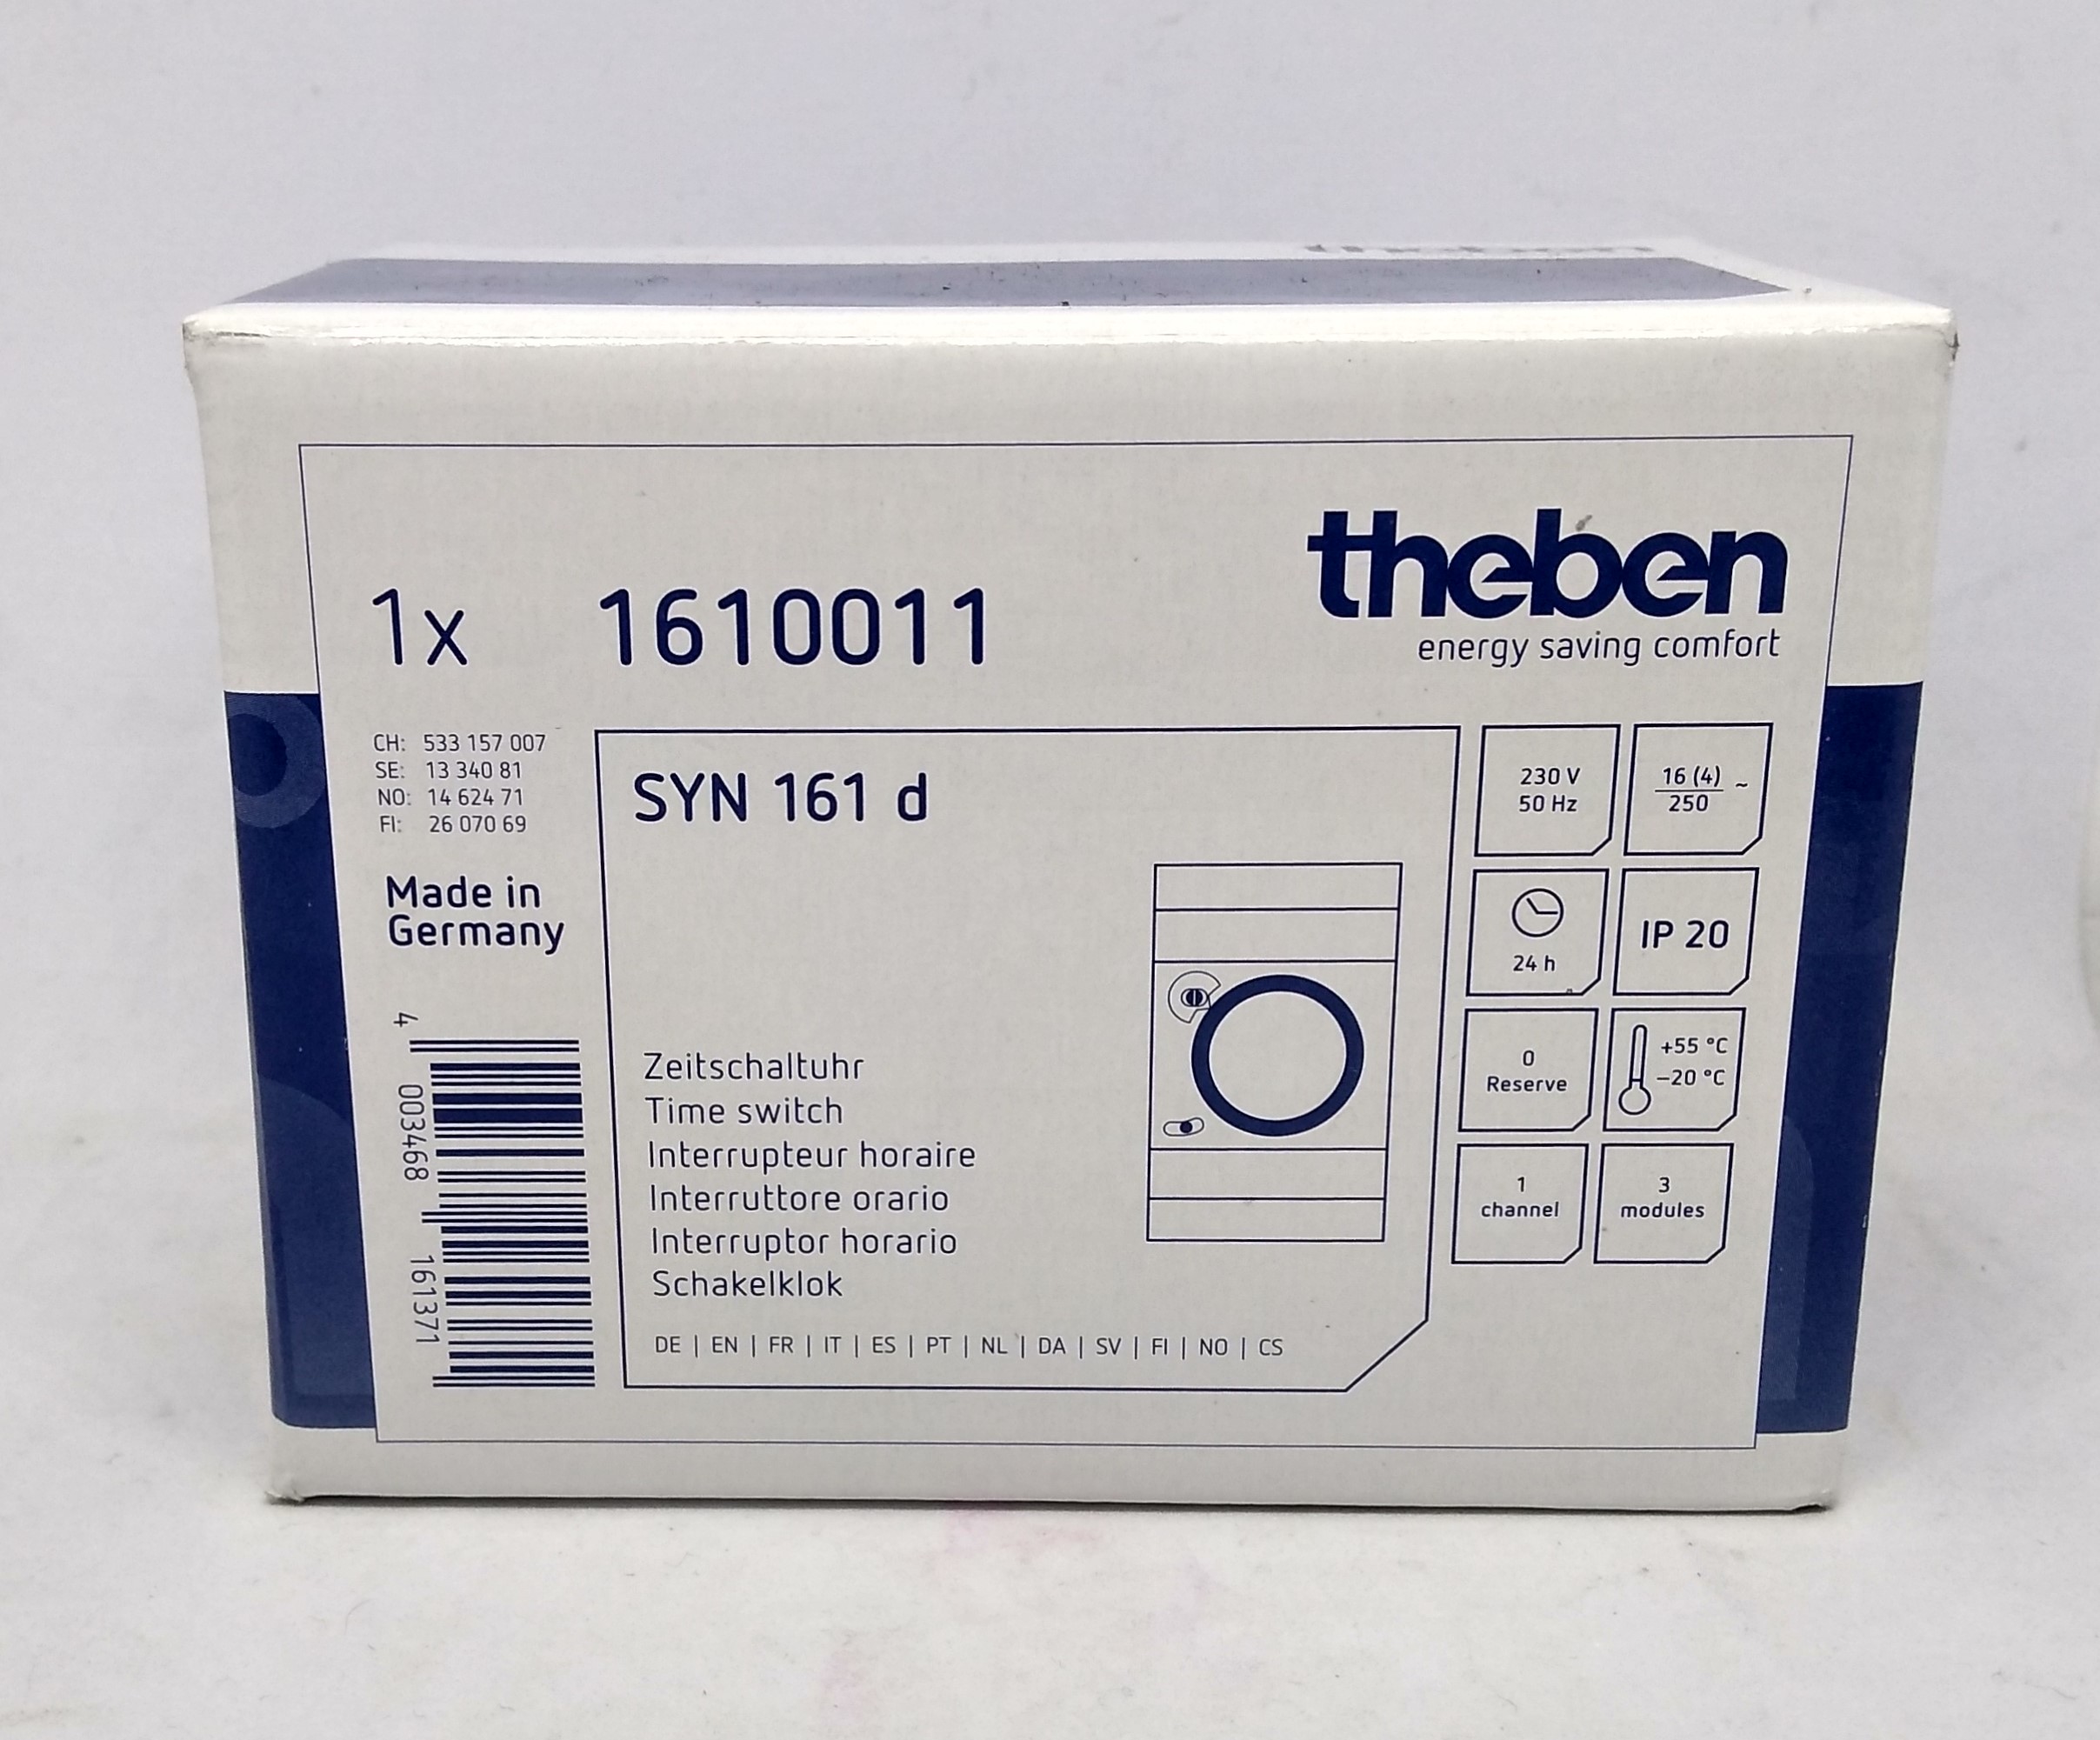 theben
energy saving comfort
1x 1610011
CH: 533 157 007
SE: 13 340 81
NO: 14 624 71
FI: 26 070 69
Made in
Germany
4 003468 161371
SYN 161 d
Zeitschaltuhr
Time switch
Interrupteur horaire
Interruttore orario
Interruptor horario
Schakelklok
DE | EN | FR | IT | ES | PT | NL | DA | SV | FI | NO | CS
230 V
50 Hz
16 (4) ~
250
24 h
IP 20
0
Reserve
+55 °C
–20 °C
1
channel
3
modules